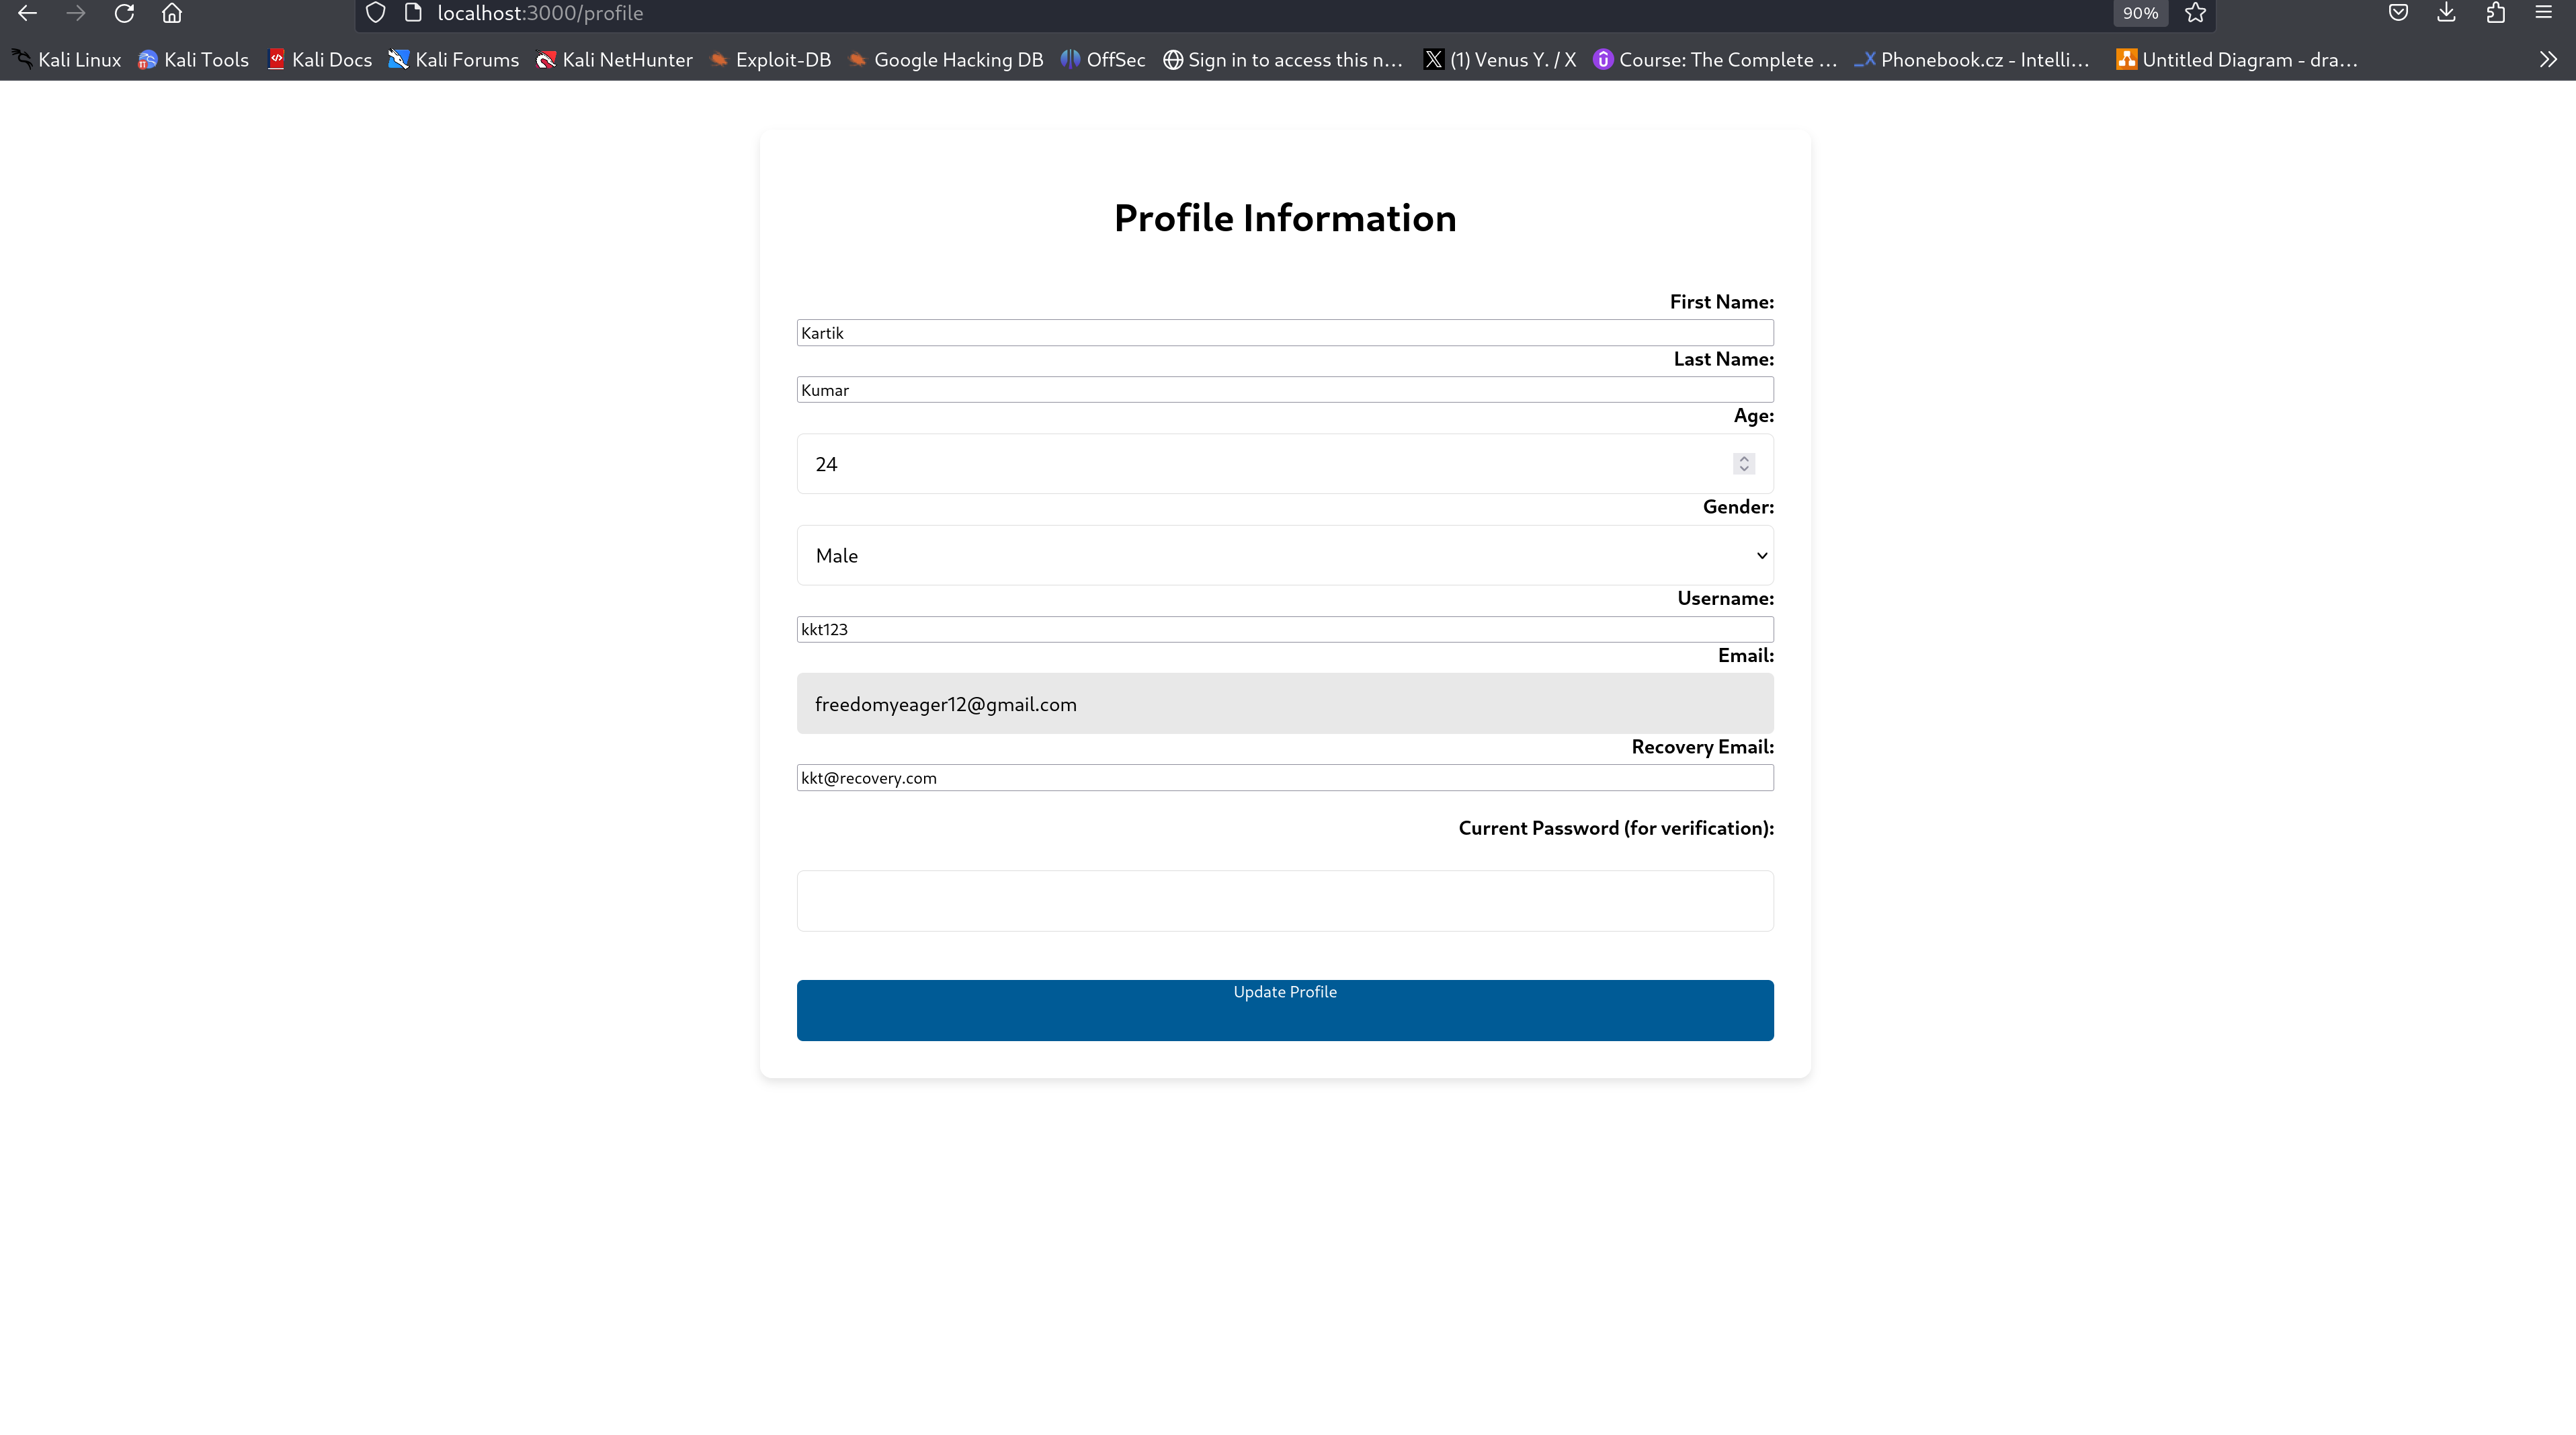 localhost:3000/profile
90%
Kali Linux Kali Tools Kali Docs Kali Forums Kali NetHunter Exploit-DB Google Hacking DB OffSec Sign in to access this n... X (1) Venus Y. / X Course: The Complete ... Phonebook.cz - Intelli... Untitled Diagram - dra...
Profile Information
First Name:
Kartik
Last Name:
Kumar
Age:
24
Gender:
Male
Username:
kkt123
Email:
freedomyeager12@gmail.com
Recovery Email:
kkt@recovery.com
Current Password (for verification):
Update Profile